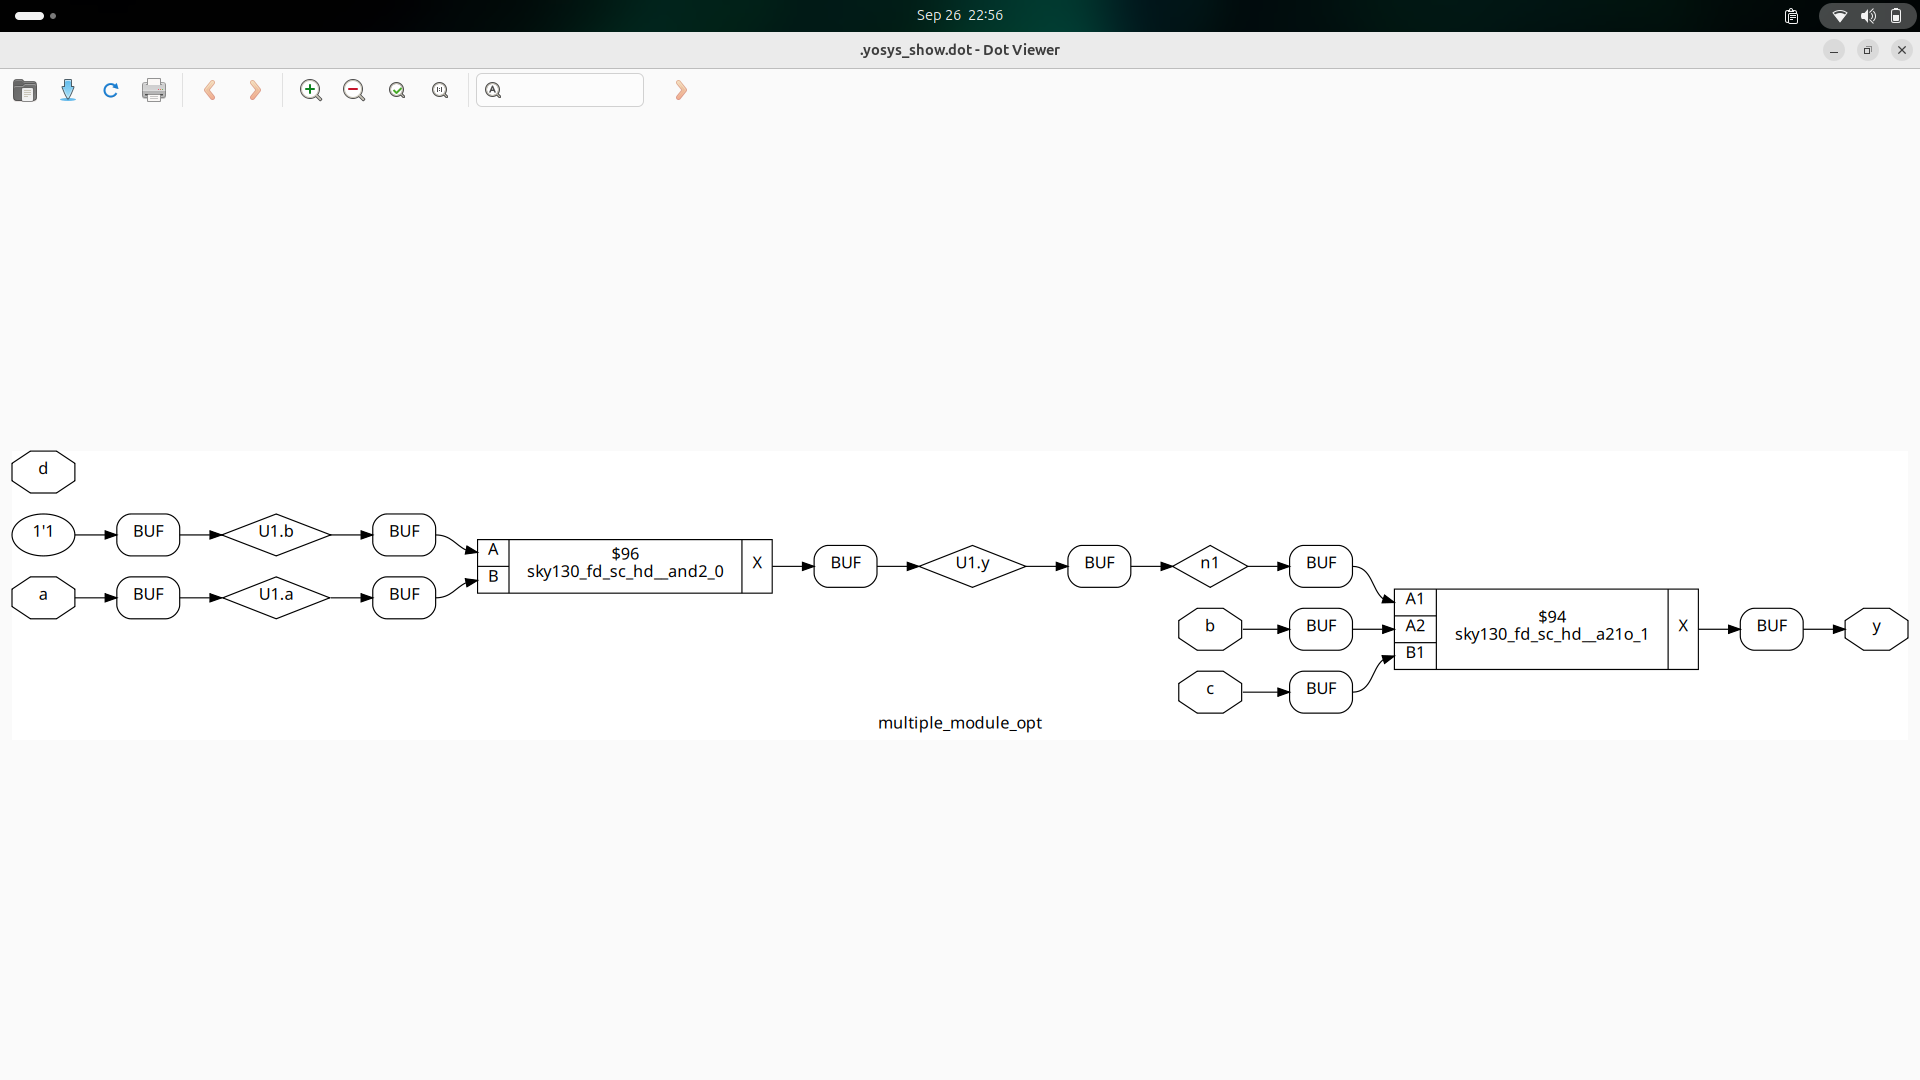 Sep 26 22:56
.yosys_show.dot - Dot Viewer
d
1'1
BUF
U1.b
BUF
a
BUF
U1.a
BUF
A
B
$96
sky130_fd_sc_hd__and2_0
X
BUF
U1.y
BUF
n1
BUF
b
BUF
c
BUF
A1
A2
B1
$94
sky130_fd_sc_hd__a21o_1
X
BUF
y
multiple_module_opt